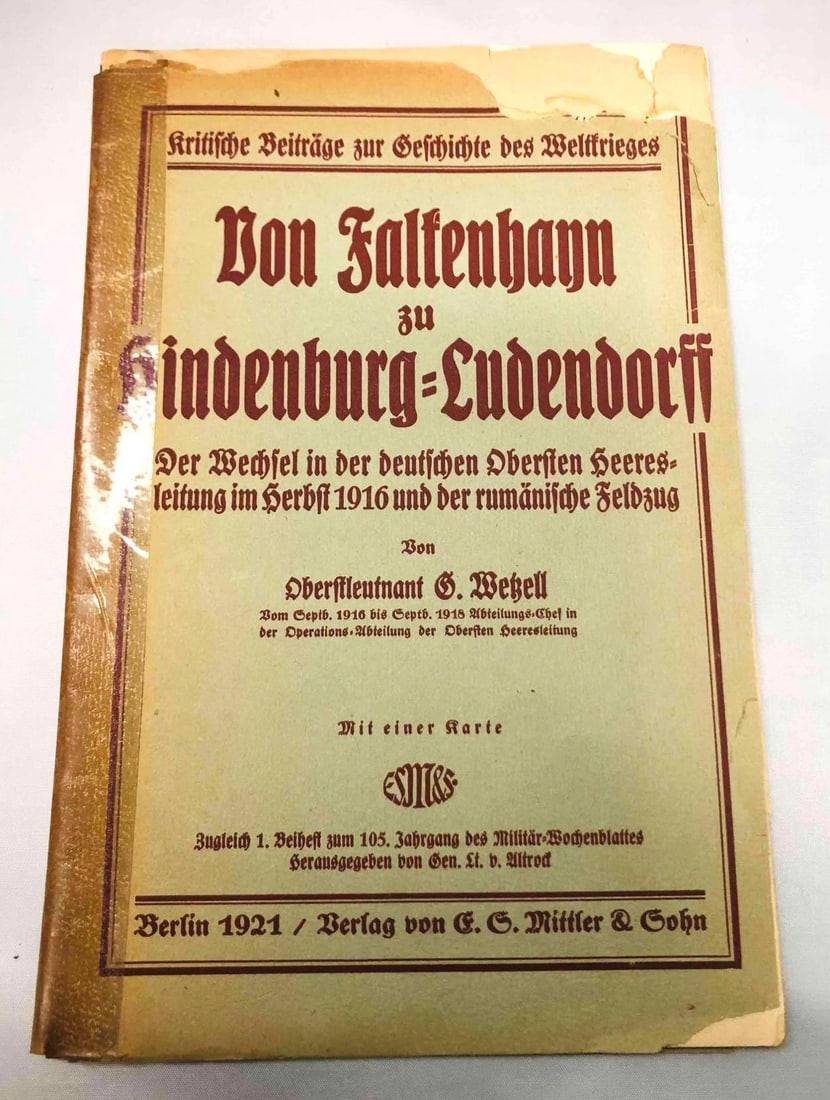 Kritische Beiträge zur Geschichte des Weltkrieges
Von Falkenhayn
zu
Hindenburg=Ludendorff
Der Wechsel in der deutschen Obersten Heeres-
leitung im Herbst 1916 und der rumänische Feldzug
Von
Oberstleutnant G. Wetzell
Vom Septb. 1916 bis Septb. 1918 Abteilungs-Chef in
der Operations-Abteilung der Obersten Heeresleitung
Mit einer Karte
ESM&S.
Zugleich 1. Beiheft zum 105. Jahrgang des Militär-Wochenblattes
Herausgegeben von Gen. Lt. v. Altrock
Berlin 1921 / Verlag von E. S. Mittler & Sohn